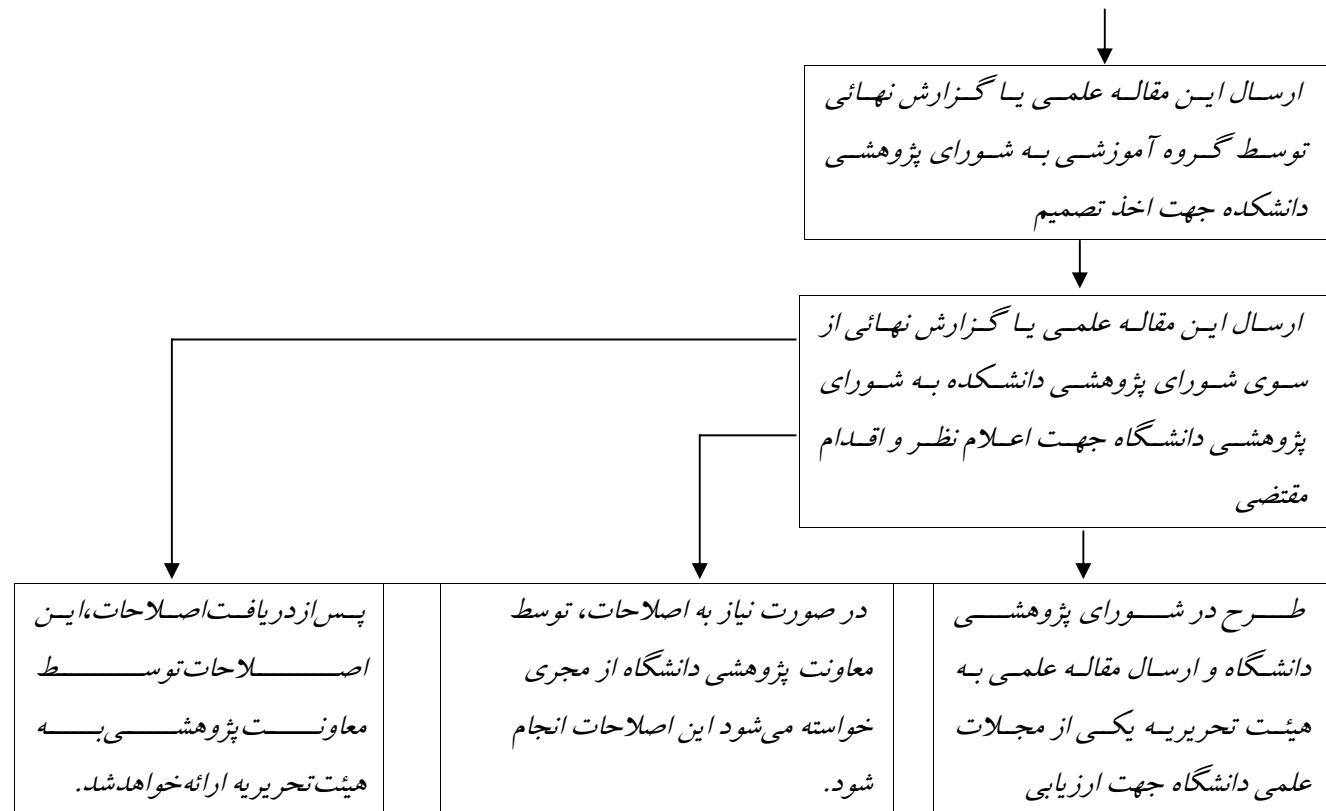 ارسال این مقاله علمی یا گزارش نهائی
توسط گروه آموزشی به شورای پژوهشی
دانشکده جهت اخذ تصمیم
ارسال این مقاله علمی یا گزارش نهائی از
سوی شورای پژوهشی دانشکده به شورای
پژوهشی دانشگاه جهت اعلام نظر و اقدام
مقتضی
طرح در شورای پژوهشی
دانشگاه و ارسال مقاله علمی به
هیئت تحریریه یکی از مجلات
علمی دانشگاه جهت ارزیابی
در صورت نیاز به اصلاحات، توسط
معاونت پژوهشی دانشگاه از مجری
خواسته می‌شود این اصلاحات انجام
شود.
پس از دریافت اصلاحات، این
اصلاحات توسط
معاونت پژوهشی به
هیئت تحریریه ارائه خواهد شد.